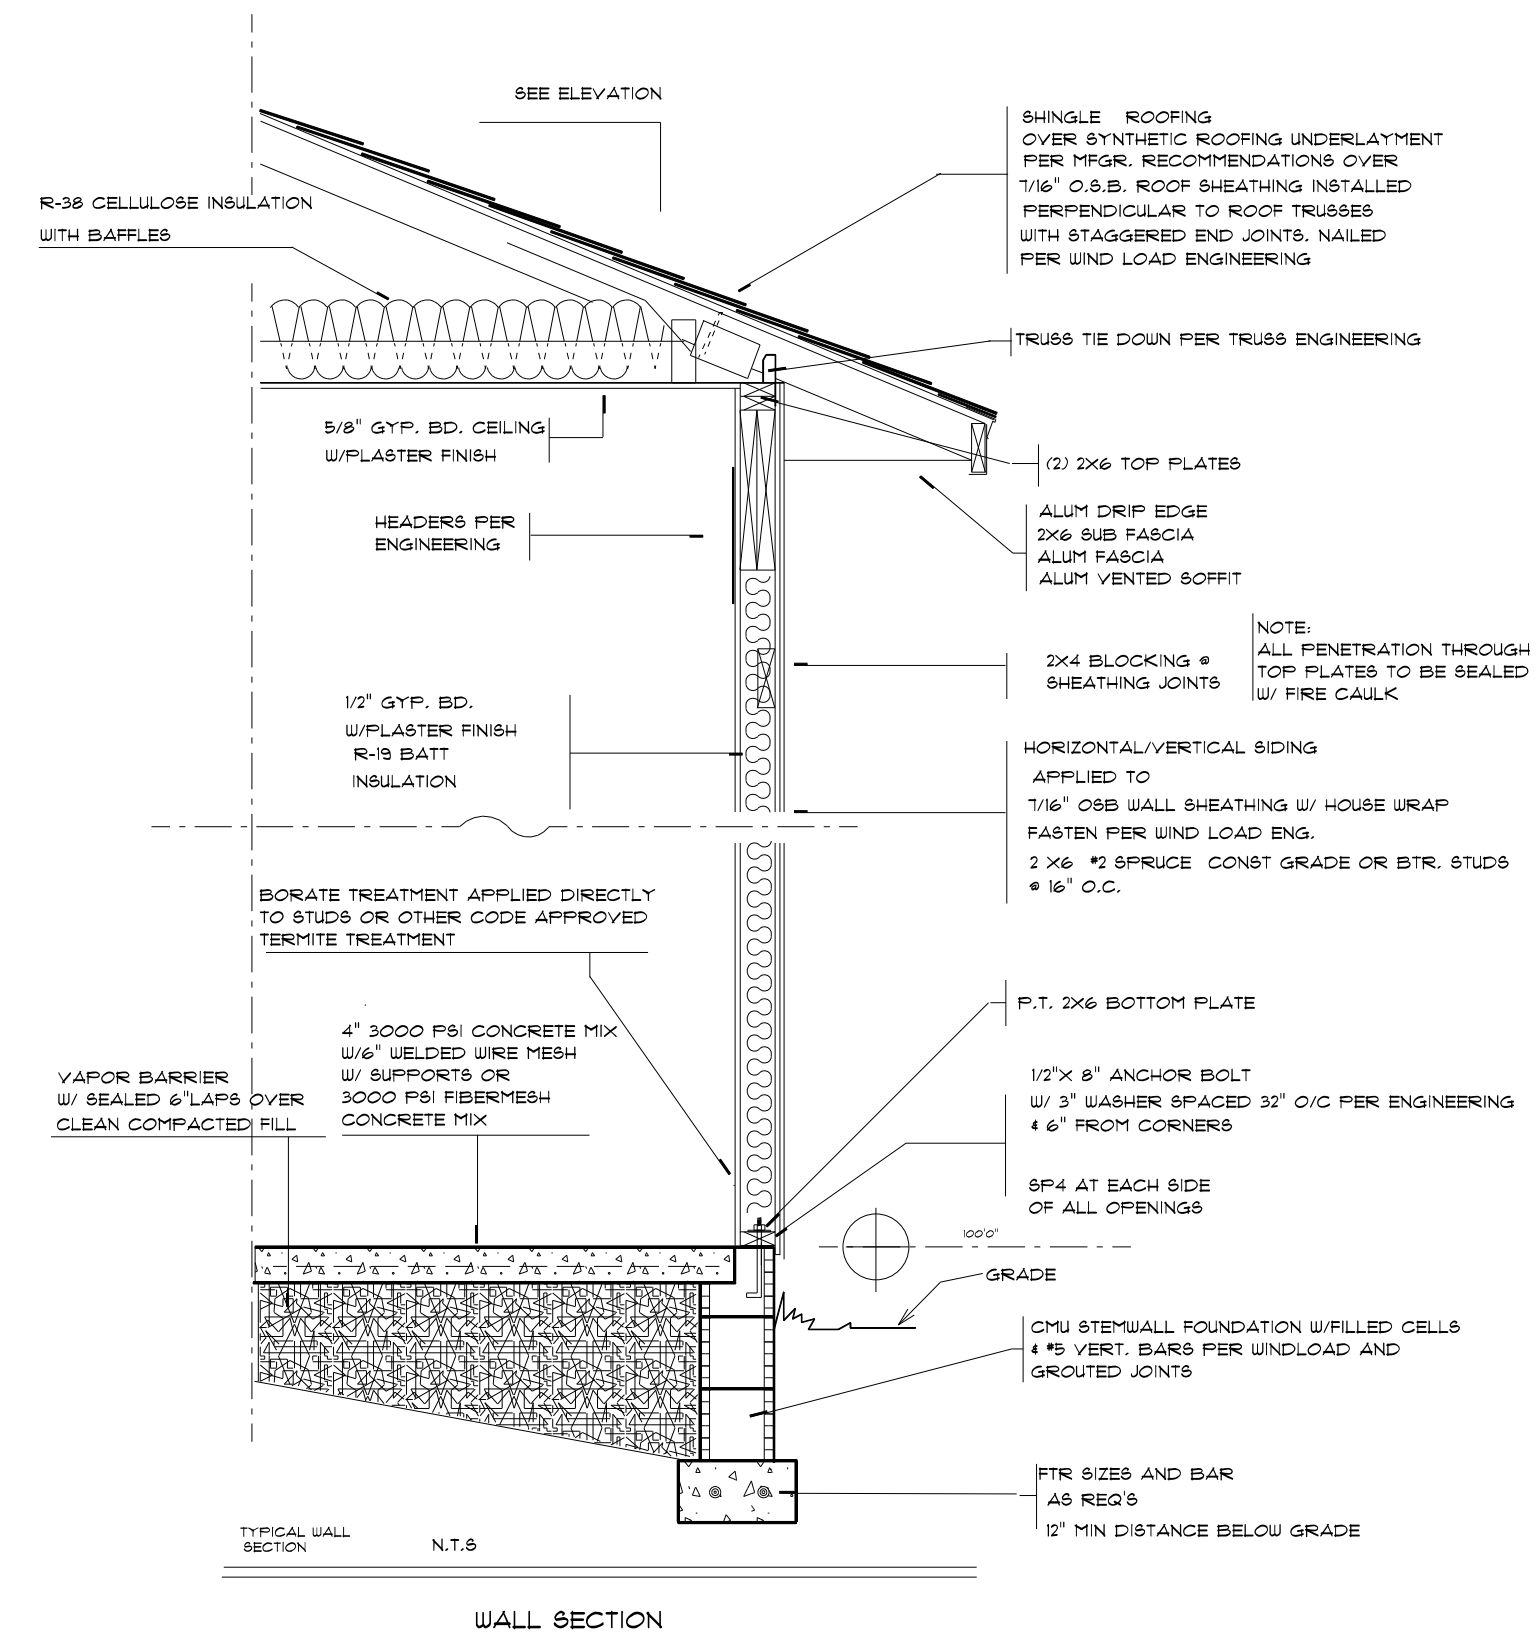 SEE ELEVATION
SHINGLE ROOFING
OVER SYNTHETIC ROOFING UNDERLAYMENT
PER MFGR. RECOMMENDATIONS OVER
7/16" O.S.B. ROOF SHEATHING INSTALLED
PERPENDICULAR TO ROOF TRUSSES
WITH STAGGERED END JOINTS. NAILED
PER WIND LOAD ENGINEERING
R-38 CELLULOSE INSULATION
WITH BAFFLES
TRUSS TIE DOWN PER TRUSS ENGINEERING
5/8" GYP. BD. CEILING
W/PLASTER FINISH
(2) 2X6 TOP PLATES
HEADERS PER
ENGINEERING
ALUM DRIP EDGE
2X6 SUB FASCIA
ALUM FASCIA
ALUM VENTED SOFFIT
NOTE:
ALL PENETRATION THROUGH
TOP PLATES TO BE SEALED
W/ FIRE CAULK
2X4 BLOCKING @
SHEATHING JOINTS
1/2" GYP. BD.
W/PLASTER FINISH
R-19 BATT
INSULATION
HORIZONTAL/VERTICAL SIDING
APPLIED TO
7/16" OSB WALL SHEATHING W/ HOUSE WRAP
FASTEN PER WIND LOAD ENG.
2 X6 #2 SPRUCE CONST GRADE OR BTR. STUDS
@ 16" O.C.
BORATE TREATMENT APPLIED DIRECTLY
TO STUDS OR OTHER CODE APPROVED
TERMITE TREATMENT
P.T. 2X6 BOTTOM PLATE
4" 3000 PSI CONCRETE MIX
W/6" WELDED WIRE MESH
W/ SUPPORTS OR
3000 PSI FIBERMESH
CONCRETE MIX
VAPOR BARRIER
W/ SEALED 6"LAPS OVER
CLEAN COMPACTED FILL
1/2"X 8" ANCHOR BOLT
W/ 3" WASHER SPACED 32" O/C PER ENGINEERING
& 6" FROM CORNERS
SP4 AT EACH SIDE
OF ALL OPENINGS
100'0"
GRADE
CMU STEMWALL FOUNDATION W/FILLED CELLS
& #5 VERT. BARS PER WINDLOAD AND
GROUTED JOINTS
FTR SIZES AND BAR
AS REQ'S
12" MIN DISTANCE BELOW GRADE
TYPICAL WALL
SECTION
N.T.S
WALL SECTION